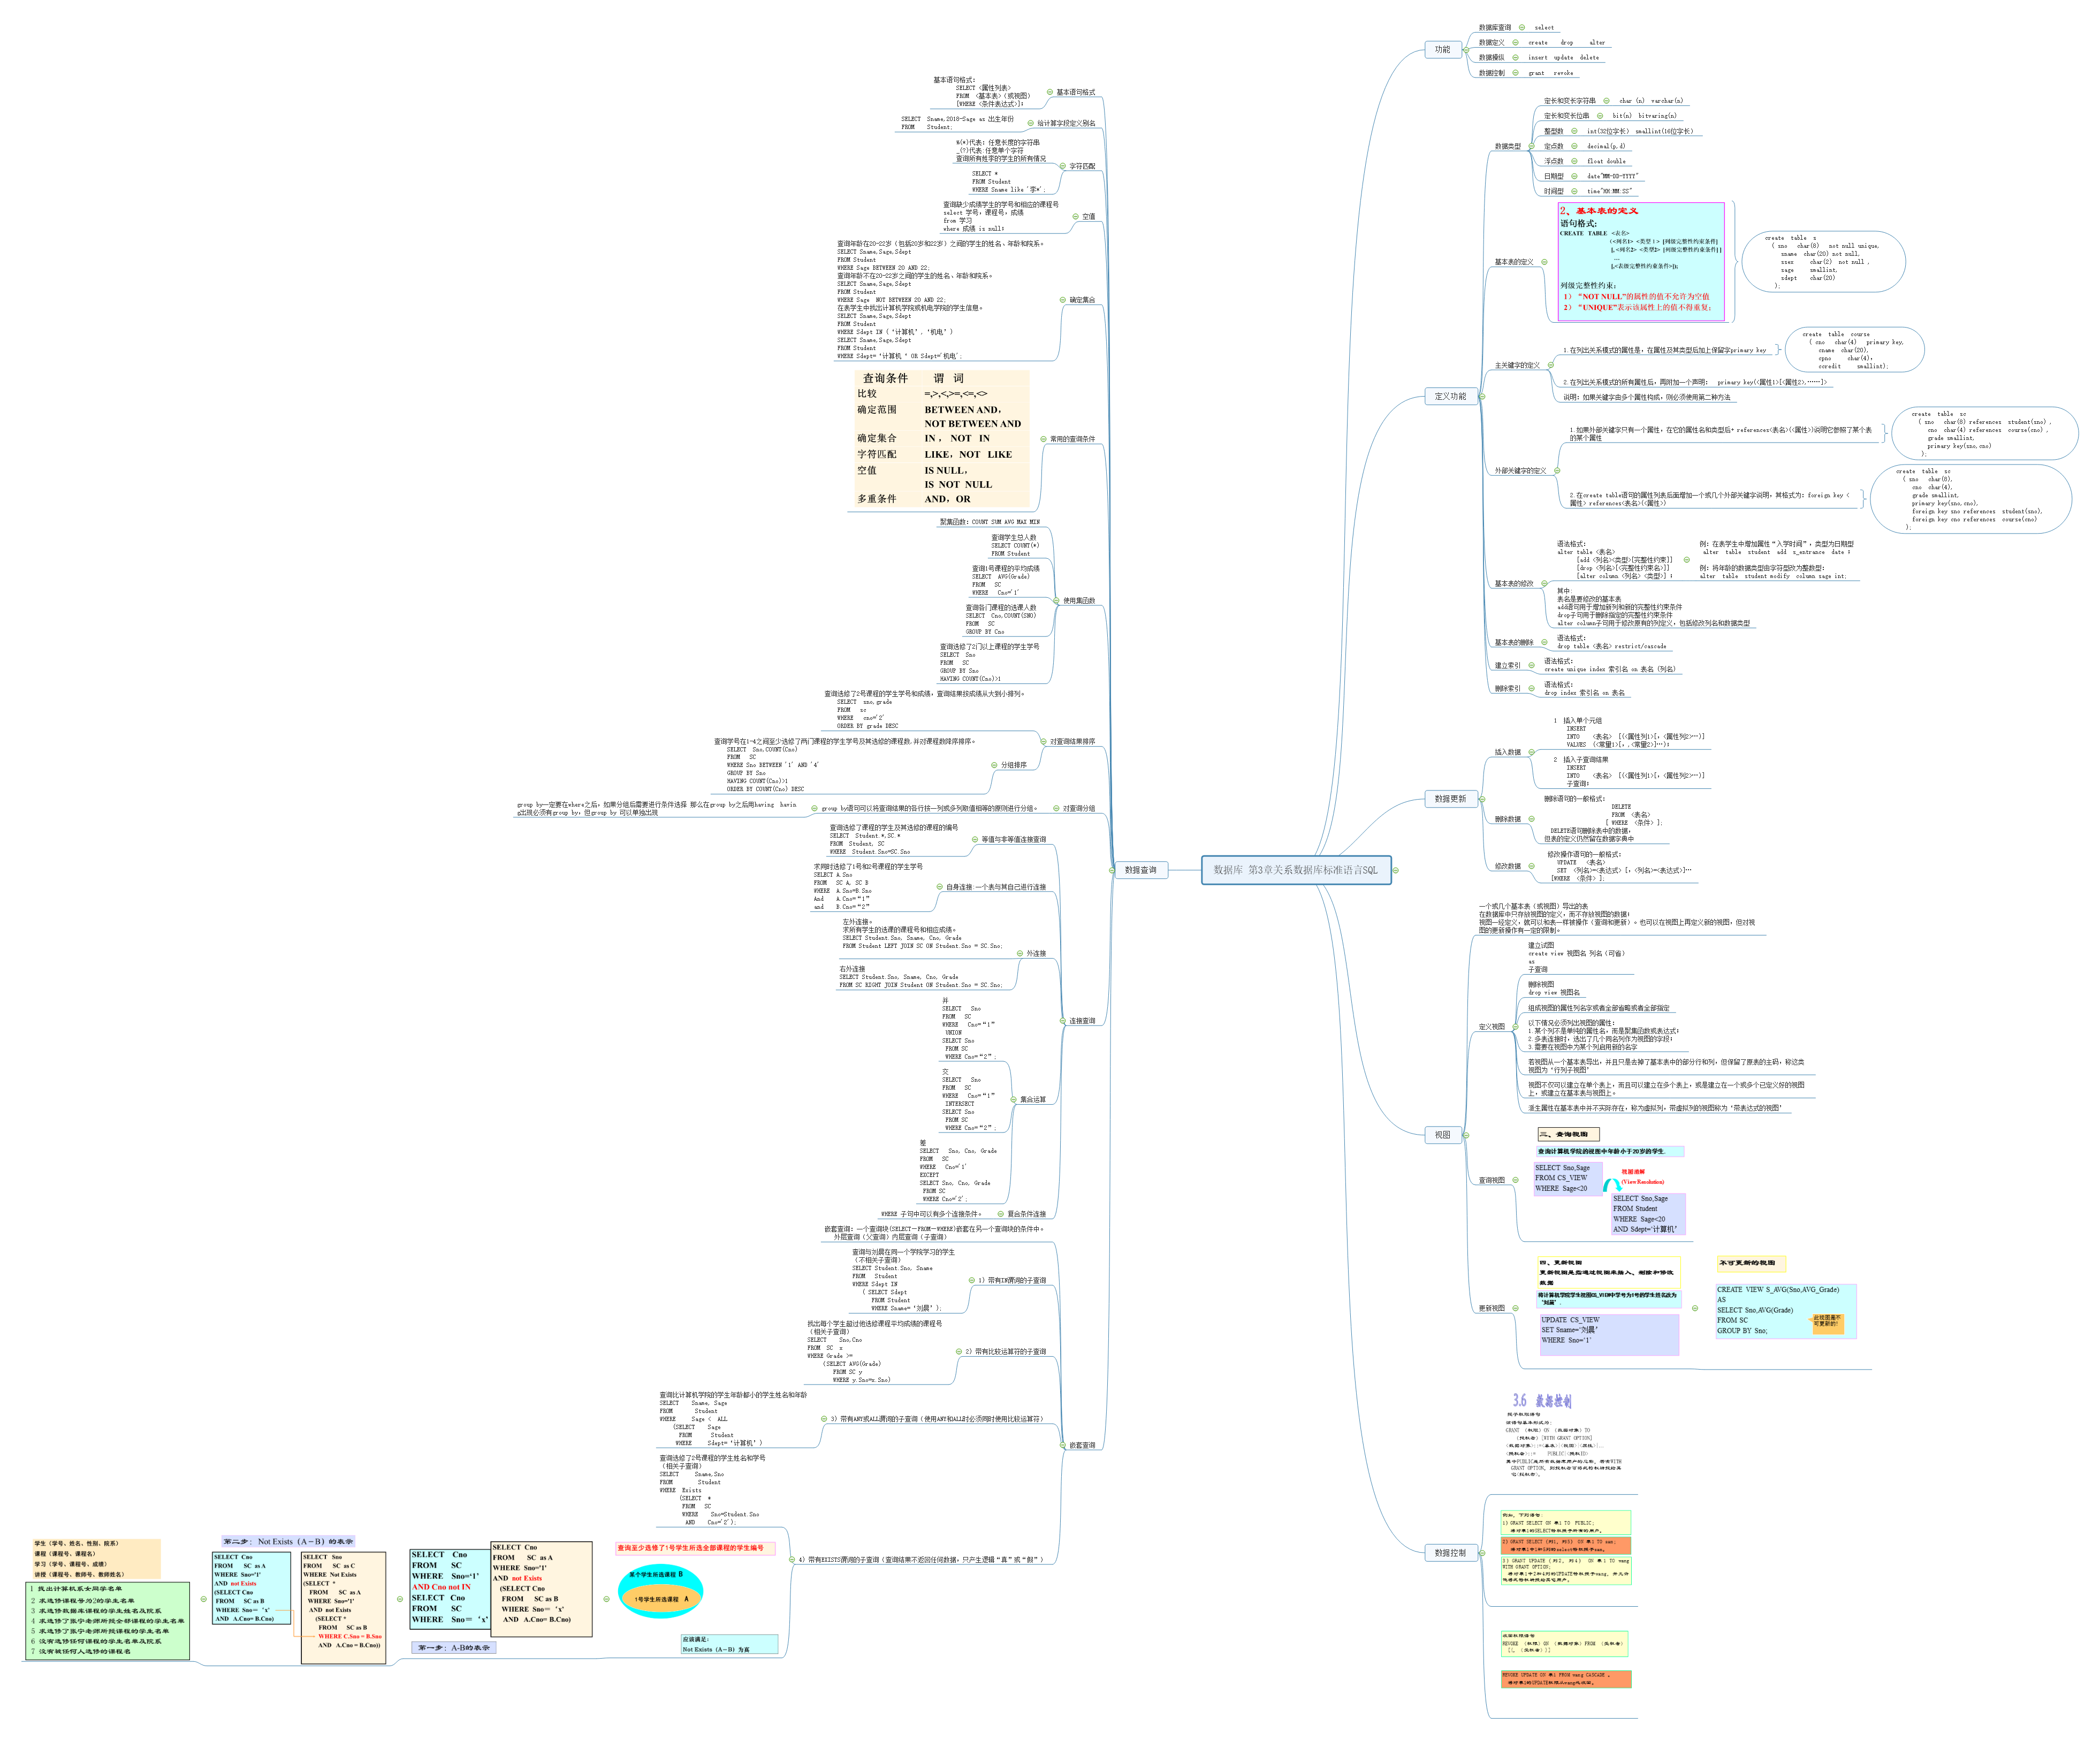 数据库 第3章关系数据库标准语言SQL
功能
数据库查询
select
数据定义
create drop alter
数据操纵
insert update delete
数据控制
grant revoke
定义功能
数据类型
定长和变长字符串
char (n) varchar(n)
定长和变长位串
bit(n) bitvaring(n)
整型数
int(32位字长) smallint(16位字长)
定点数
decimal(p,d)
浮点数
float double
日期型
date"MM-DD-YYYY"
时间型
time"HH:MM:SS"
基本表的定义
2、基本表的定义
语句格式:
CREATE TABLE <表名>
(<列名1> <类型1> [列级完整性约束条件]
[,<列名2> <类型2> [列级完整性约束条件] ]
…
[,<表级完整性约束条件>]);
列级完整性约束：
1）“NOT NULL”的属性的值不允许为空值
2）“UNIQUE”表示该属性上的值不得重复；
create table s
( sno char(8) not null unique,
sname char(20) not null,
ssex char(2) not null ,
sage smallint,
sdept char(20)
);
主关键字的定义
1.在列出关系模式的属性是，在属性及其类型后加上保留字primary key
create table course
( cno char(4) primary key,
cname char(20),
cpno char(4),
ccredit smallint);
2.在列出关系模式的所有属性后，再附加一个声明： primary key(<属性1>[<属性2>,……]>
说明：如果关键字由多个属性构成，则必须使用第二种方法
外部关键字的定义
1.如果外部关键字只有一个属性，在它的属性名和类型后+ references<表名>(<属性>)说明它参照了某个表
的某个属性
create table sc
( sno char(8) references student(sno) ,
cno char(4) references course(cno) ,
grade smallint,
primary key(sno,cno)
);
2.在create table语句的属性列表后面增加一个或几个外部关键字说明，其格式为：foreign key <
属性> references<表名>(<属性>)
create table sc
( sno char(8),
cno char(4),
grade smallint,
primary key(sno,cno),
foreign key sno references student(sno),
foreign key cno references course(cno)
);
基本表的修改
语法格式：
alter table <表名>
[add <列名><类型>[完整性约束]]
[drop <列名>[<完整性约束名>]]
[alter column <列名> <类型>] ;
例：在表学生中增加属性“入学时间”，类型为日期型
alter table student add s_entrance date ;
例：将年龄的数据类型由字符型改为整数型：
alter table student modify column sage int;
其中：
表名是要修改的基本表
add语句用于增加新列和新的完整性约束条件
drop子句用于删除指定的完整性约束条件
alter column子句用于修改原有的列定义，包括修改列名和数据类型
基本表的删除
语法格式：
drop table <表名> restrict/cascade
建立索引
语法格式：
create unique index 索引名 on 表名 (列名)
删除索引
语法格式：
drop index 索引名 on 表名
数据更新
插入数据
1 插入单个元组
INSERT
INTO <表名> [(<属性列1>[，<属性列2>…)]
VALUES (<常量1>[，,<常量2>]…)；
2 插入子查询结果
INSERT
INTO <表名> [(<属性列1>[，<属性列2>…)]
子查询；
删除数据
删除语句的一般格式：
DELETE
FROM <表名>
[ WHERE <条件> ];
DELETE语句删除表中的数据，
但表的定义仍然留在数据字典中
修改数据
修改操作语句的一般格式：
UPDATE <表名>
SET <列名>=<表达式> [，<列名>=<表达式>]…
[WHERE <条件> ];
视图
一个或几个基本表（或视图）导出的表
在数据库中只存放视图的定义，而不存放视图的数据；
视图一经定义，就可以和表一样被操作（查询和更新）。也可以在视图上再定义新的视图，但对视
图的更新操作有一定的限制。
定义视图
建立试图
create view 视图名 列名（可省）
as
子查询
删除视图
drop view 视图名
组成视图的属性列名字或者全部省略或者全部指定
以下情况必须列出视图的属性：
1.某个列不是单纯的属性名，而是聚集函数或表达式；
2.多表连接时，选出了几个同名列作为视图的字段；
3.需要在视图中为某个列启用新的名字
若视图从一个基本表导出，并且只是去掉了基本表中的部分行和列，但保留了原表的主码，称这类
视图为‘行列子视图’
视图不仅可以建立在单个表上，而且可以建立在多个表上，或是建立在一个或多个已定义好的视图
上，或建立在基本表与视图上。
派生属性在基本表中并不实际存在，称为虚拟列，带虚拟列的视图称为‘带表达式的视图’
查询视图
三、查询视图
查询计算机学院的视图中年龄小于20岁的学生.
SELECT Sno,Sage
FROM CS_VIEW
WHERE Sage<20
视图消解
(View Resolution)
SELECT Sno,Sage
FROM Student
WHERE Sage<20
AND Sdept='计算机'
更新视图
四、更新视图
更新视图是指通过视图来插入、删除和修改
数据
将计算机学院学生视图CS_VIEW中学号为1号的学生姓名改为
“刘晨”.
UPDATE CS_VIEW
SET Sname='刘晨'
WHERE Sno='1'
不可更新的视图
CREATE VIEW S_AVG(Sno,AVG_Grade)
AS
SELECT Sno,AVG(Grade)
FROM SC
GROUP BY Sno;
此视图是不
可更新的!
数据控制
3.6 数据控制
授予权限语句
该语句基本形式为：
GRANT （权限）ON （数据对象）TO
（授权者）[WITH GRANT OPTION]
例如，下列语句：
1) GRANT SELECT ON 表1 TO PUBLIC;
将对表1的SELECT特权授予所有的用户。
2) GRANT SELECT (列1, 列3) ON 表1 TO zan;
3) GRANT UPDATE (列2, 列4) ON 表1 TO wang
WITH GRANT OPTION;
收回权限语句
REVOKE （权限）ON （数据对象）FROM （受权者）
[{, （受权者）}]
REVOKE UPDATE ON 表1 FROM wang CASCADE 。
数据查询
基本语句格式
基本语句格式：
SELECT <属性列表>
FROM <基本表>（或视图）
[WHERE <条件表达式>]；
给计算字段定义别名
SELECT Sname,2018-Sage as 出生年份
FROM Student;
字符匹配
%(*)代表：任意长度的字符串
_(?)代表:任意单个字符
查询所有姓李的学生的所有情况
SELECT *
FROM Student
WHERE Sname like '李*';
空值
查询缺少成绩学生的学号和相应的课程号
select 学号，课程号，成绩
from 学习
where 成绩 is null;
确定集合
查询年龄在20-22岁（包括20岁和22岁）之间的学生的姓名、年龄和院系。
SELECT Sname,Sage,Sdept
FROM Student
WHERE Sage BETWEEN 20 AND 22;
查询年龄不在20-22岁之间的学生的姓名、年龄和院系。
SELECT Sname,Sage,Sdept
FROM Student
WHERE Sage NOT BETWEEN 20 AND 22;
在表学生中找出计算机学院或机电学院的学生信息。
SELECT Sname,Sage,Sdept
FROM Student
WHERE Sdept IN（‘计算机’,‘机电’）
SELECT Sname,Sage,Sdept
FROM Student
WHERE Sdept=‘计算机 ’ OR Sdept='机电';
常用的查询条件
查询条件 谓 词
比较 =,>,<,>=,<=,<>
确定范围 BETWEEN AND，
NOT BETWEEN AND
确定集合 IN ， NOT IN
字符匹配 LIKE，NOT LIKE
空值 IS NULL，
IS NOT NULL
多重条件 AND，OR
使用集函数
聚集函数：COUNT SUM AVG MAX MIN
查询学生总人数
SELECT COUNT(*)
FROM Student
查询1号课程的平均成绩
SELECT AVG(Grade)
FROM SC
WHERE Cno='1'
查询各门课程的选课人数
SELECT Cno,COUNT(SNO)
FROM SC
GROUP BY Cno
查询选修了2门以上课程的学生学号
SELECT Sno
FROM SC
GROUP BY Sno
HAVING COUNT(Cno)>1
对查询结果排序
查询选修了2号课程的学生学号和成绩，查询结果按成绩从大到小排列。
SELECT sno,grade
FROM sc
WHERE cno='2'
ORDER BY grade DESC
分组排序
查询学号在1-4之间至少选修了两门课程的学生学号及其选修的课程数,并对课程数降序排序。
SELECT Sno,COUNT(Cno)
FROM SC
WHERE Sno BETWEEN '1' AND '4'
GROUP BY Sno
HAVING COUNT(Cno)>1
ORDER BY COUNT(Cno) DESC
对查询分组
group by语句可以将查询结果的各行按一列或多列取值相等的原则进行分组。
group by一定要在where之后，如果分组后需要进行条件选择 那么在group by之后用having havin
g出现必须有group by，但group by 可以单独出现
连接查询
等值与非等值连接查询
查询选修了课程的学生及其选修的课程的编号
SELECT Student.*,SC.*
FROM Student, SC
WHERE Student.Sno=SC.Sno
自身连接:一个表与其自己进行连接
求同时选修了1号和2号课程的学生学号
SELECT A.Sno
FROM SC A, SC B
WHERE A.Sno=B.Sno
And A.Cno=“1”
and B.Cno=“2”
外连接
左外连接。
求所有学生的选课的课程号和相应成绩。
SELECT Student.Sno, Sname, Cno, Grade
FROM Student LEFT JOIN SC ON Student.Sno = SC.Sno;
右外连接
SELECT Student.Sno, Sname, Cno, Grade
FROM SC RIGHT JOIN Student ON Student.Sno = SC.Sno;
集合运算
并
SELECT Sno
FROM SC
WHERE Cno=“1”
UNION
SELECT Sno
FROM SC
WHERE Cno=“2”;
交
SELECT Sno
FROM SC
WHERE Cno=“1”
INTERSECT
SELECT Sno
FROM SC
WHERE Cno=“2”;
差
SELECT Sno, Cno, Grade
FROM SC
WHERE Cno='1'
EXCEPT
SELECT Sno, Cno, Grade
FROM SC
WHERE Cno='2';
复合条件连接
WHERE 子句中可以有多个连接条件。
嵌套查询
嵌套查询：一个查询块(SELECT－FROM－WHERE)嵌套在另一个查询块的条件中。
外层查询（父查询）内层查询（子查询）
1）带有IN谓词的子查询
查询与刘晨在同一个学院学习的学生
（不相关子查询）
SELECT Student.Sno, Sname
FROM Student
WHERE Sdept IN
( SELECT Sdept
FROM Student
WHERE Sname=‘刘晨’);
2）带有比较运算符的子查询
找出每个学生超过他选修课程平均成绩的课程号
（相关子查询）
SELECT Sno,Cno
FROM SC x
WHERE Grade >=
(SELECT AVG(Grade)
FROM SC y
WHERE y.Sno=x.Sno)
3）带有ANY或ALL谓词的子查询（使用ANY和ALL时必须同时使用比较运算符）
查询比计算机学院的学生年龄都小的学生姓名和年龄
SELECT Sname, Sage
FROM Student
WHERE Sage < ALL
(SELECT Sage
FROM Student
WHERE Sdept=‘计算机’)
4）带有EXISTS谓词的子查询（查询结果不返回任何数据，只产生逻辑“真”或“假”）
查询选修了2号课程的学生姓名和学号
（相关子查询）
SELECT Sname,Sno
FROM Student
WHERE Exists
(SELECT *
FROM SC
WHERE Sno=Student.Sno
AND Cno='2');
查询至少选修了1号学生所选全部课程的学生编号
某个学生所选课程 B
1号学生所选课程 A
应该满足：
Not Exists（A－B）为真
SELECT Cno
FROM SC
WHERE Sno='1'
AND Cno not IN
SELECT Cno
FROM SC
WHERE Sno＝‘x’
SELECT Cno
FROM SC as A
WHERE Sno='1'
AND not Exists
(SELECT Cno
FROM SC as B
WHERE Sno＝‘x’
AND A.Cno= B.Cno)
第一步：A-B的表示
第二步：Not Exists（A－B）的表示
SELECT Cno
FROM SC as A
WHERE Sno='1'
AND not Exists
(SELECT Cno
FROM SC as B
WHERE Sno＝‘x’
AND A.Cno= B.Cno)
SELECT Sno
FROM SC as C
WHERE Not Exists
(SELECT *
FROM SC as A
WHERE Sno='1'
AND not Exists
(SELECT *
FROM SC as B
WHERE C.Sno = B.Sno
AND A.Cno = B.Cno))
学生（学号、姓名、性别、院系）
课程（课程号、课程名）
学习（学号、课程号、成绩）
讲授（课程号、教师号、教师姓名）
1 找出计算机系女同学名单
2 求选修课程号为2的学生名单
3 求选修数据库课程的学生姓名及院系
4 求选修了张宁老师所授全部课程的学生名单
5 求选修了张宁老师所授课程的学生名单
6 没有选修任何课程的学生名单及院系
7 没有被任何人选修的课程名